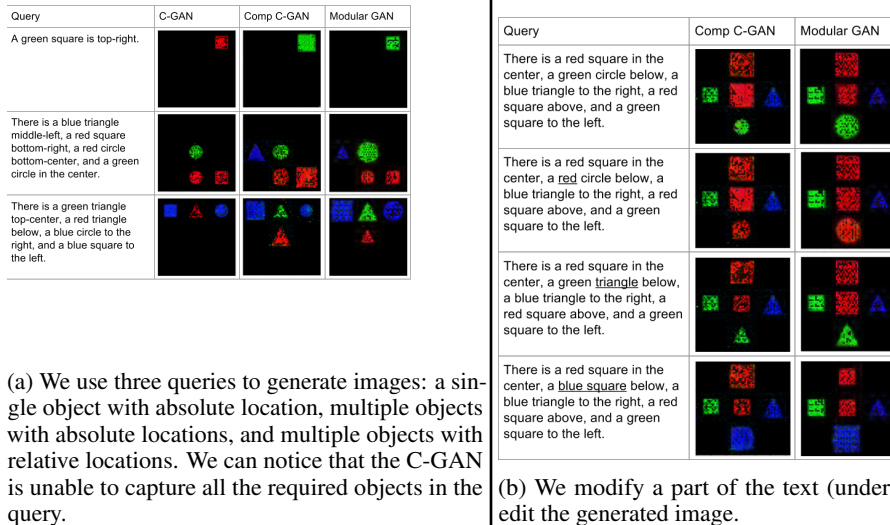 Query C-GAN Comp C-GAN Modular GAN
A green square is top-right.
There is a blue triangle
middle-left, a red square
bottom-right, a red circle
bottom-center, and a green
circle in the center.
There is a green triangle
top-center, a red triangle
below, a blue circle to the
right, and a blue square to
the left.
(a) We use three queries to generate images: a sin-
gle object with absolute location, multiple objects
with absolute locations, and multiple objects with
relative locations. We can notice that the C-GAN
is unable to capture all the required objects in the
query.
Query Comp C-GAN Modular GAN
There is a red square in the
center, a green circle below, a
blue triangle to the right, a red
square above, and a green
square to the left.
There is a red square in the
center, a red circle below, a
blue triangle to the right, a red
square above, and a green
square to the left.
There is a red square in the
center, a green triangle below,
a blue triangle to the right, a
red square above, and a green
square to the left.
There is a red square in the
center, a blue square below, a
blue triangle to the right, a red
square above, and a green
square to the left.
(b) We modify a part of the text (under
edit the generated image.